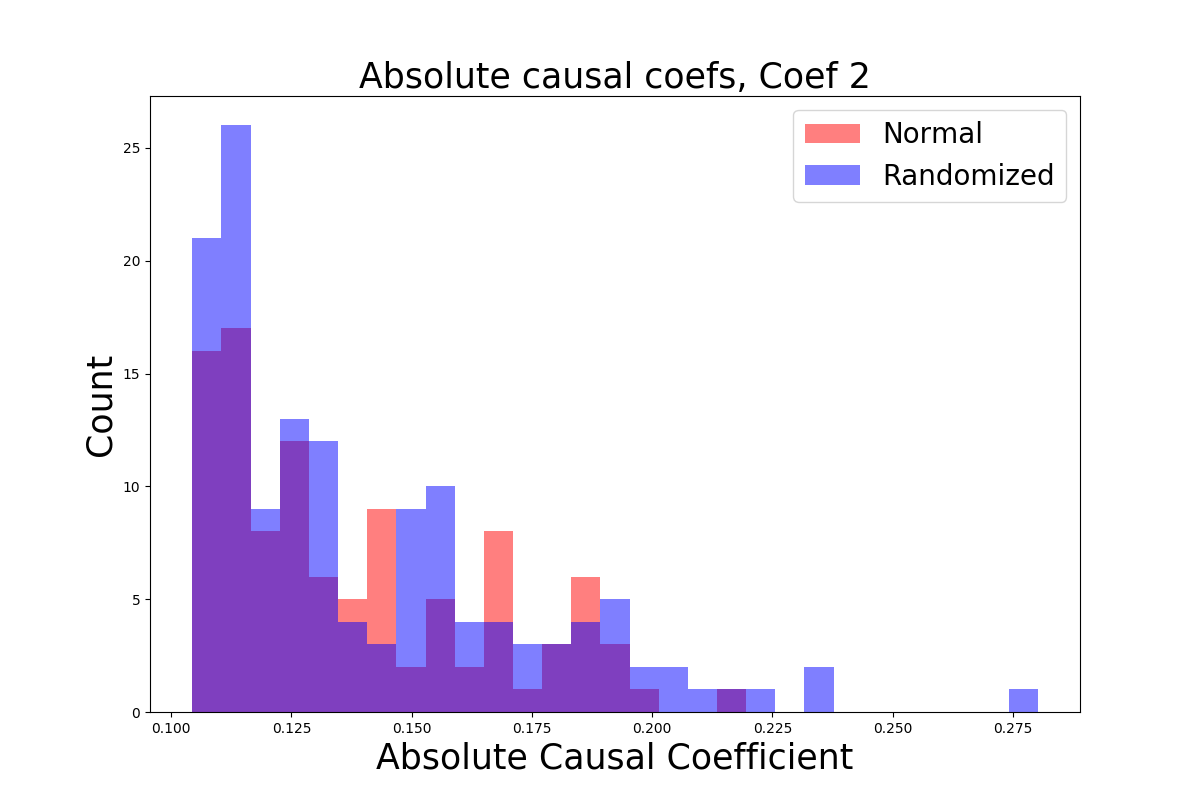 Absolute causal coefs, Coef 2
Normal
Randomized
Count
25
20
15
10
5
0
0.100 0.125 0.150 0.175 0.200 0.225 0.250 0.275
Absolute Causal Coefficient